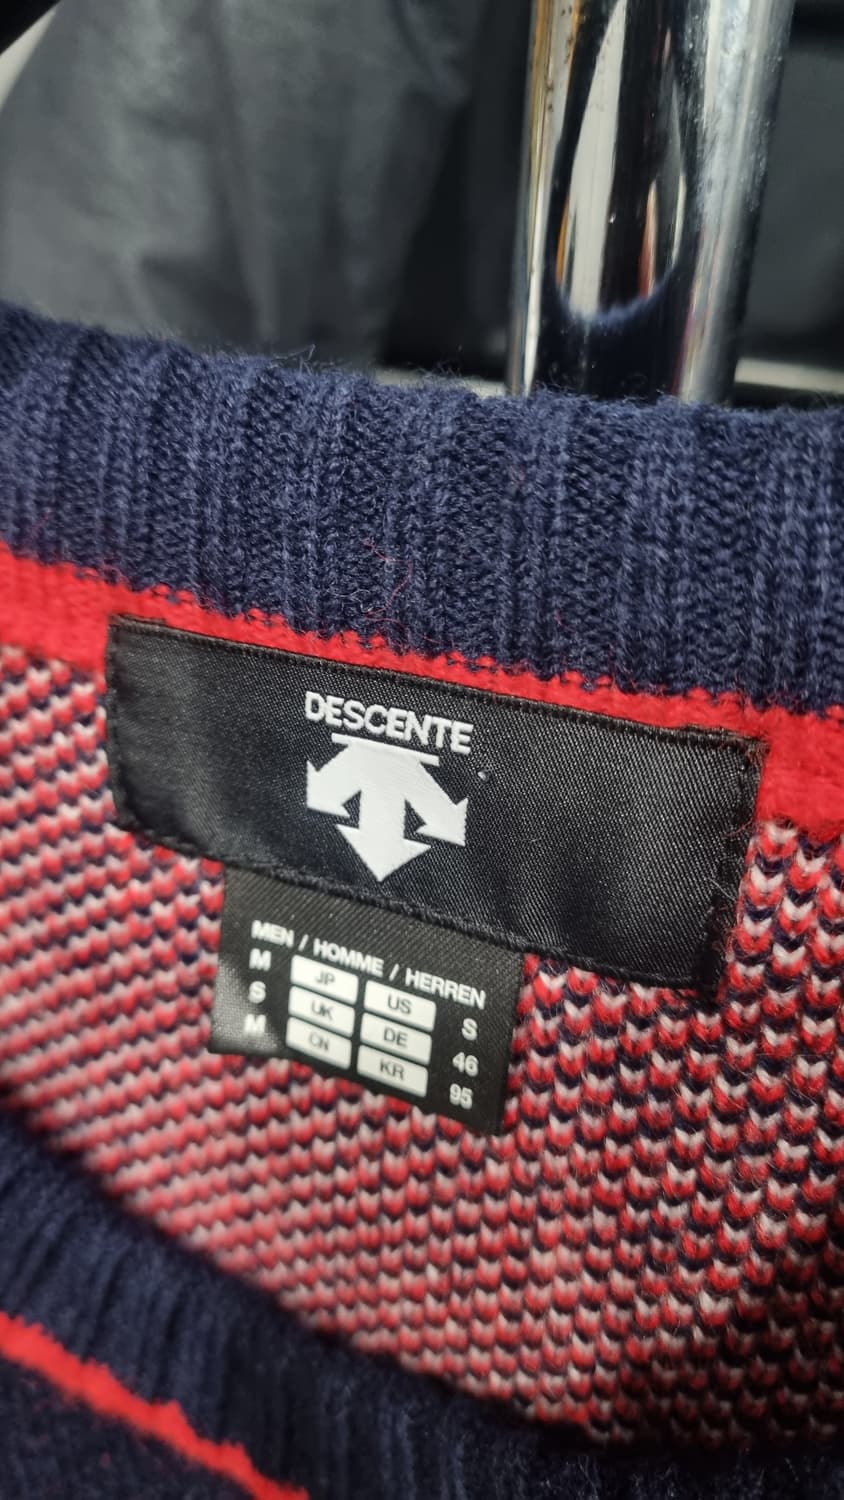 DESCENTE
MEN / HOMME / HERREN
M JP US S
S UK DE 46
M CN KR 95